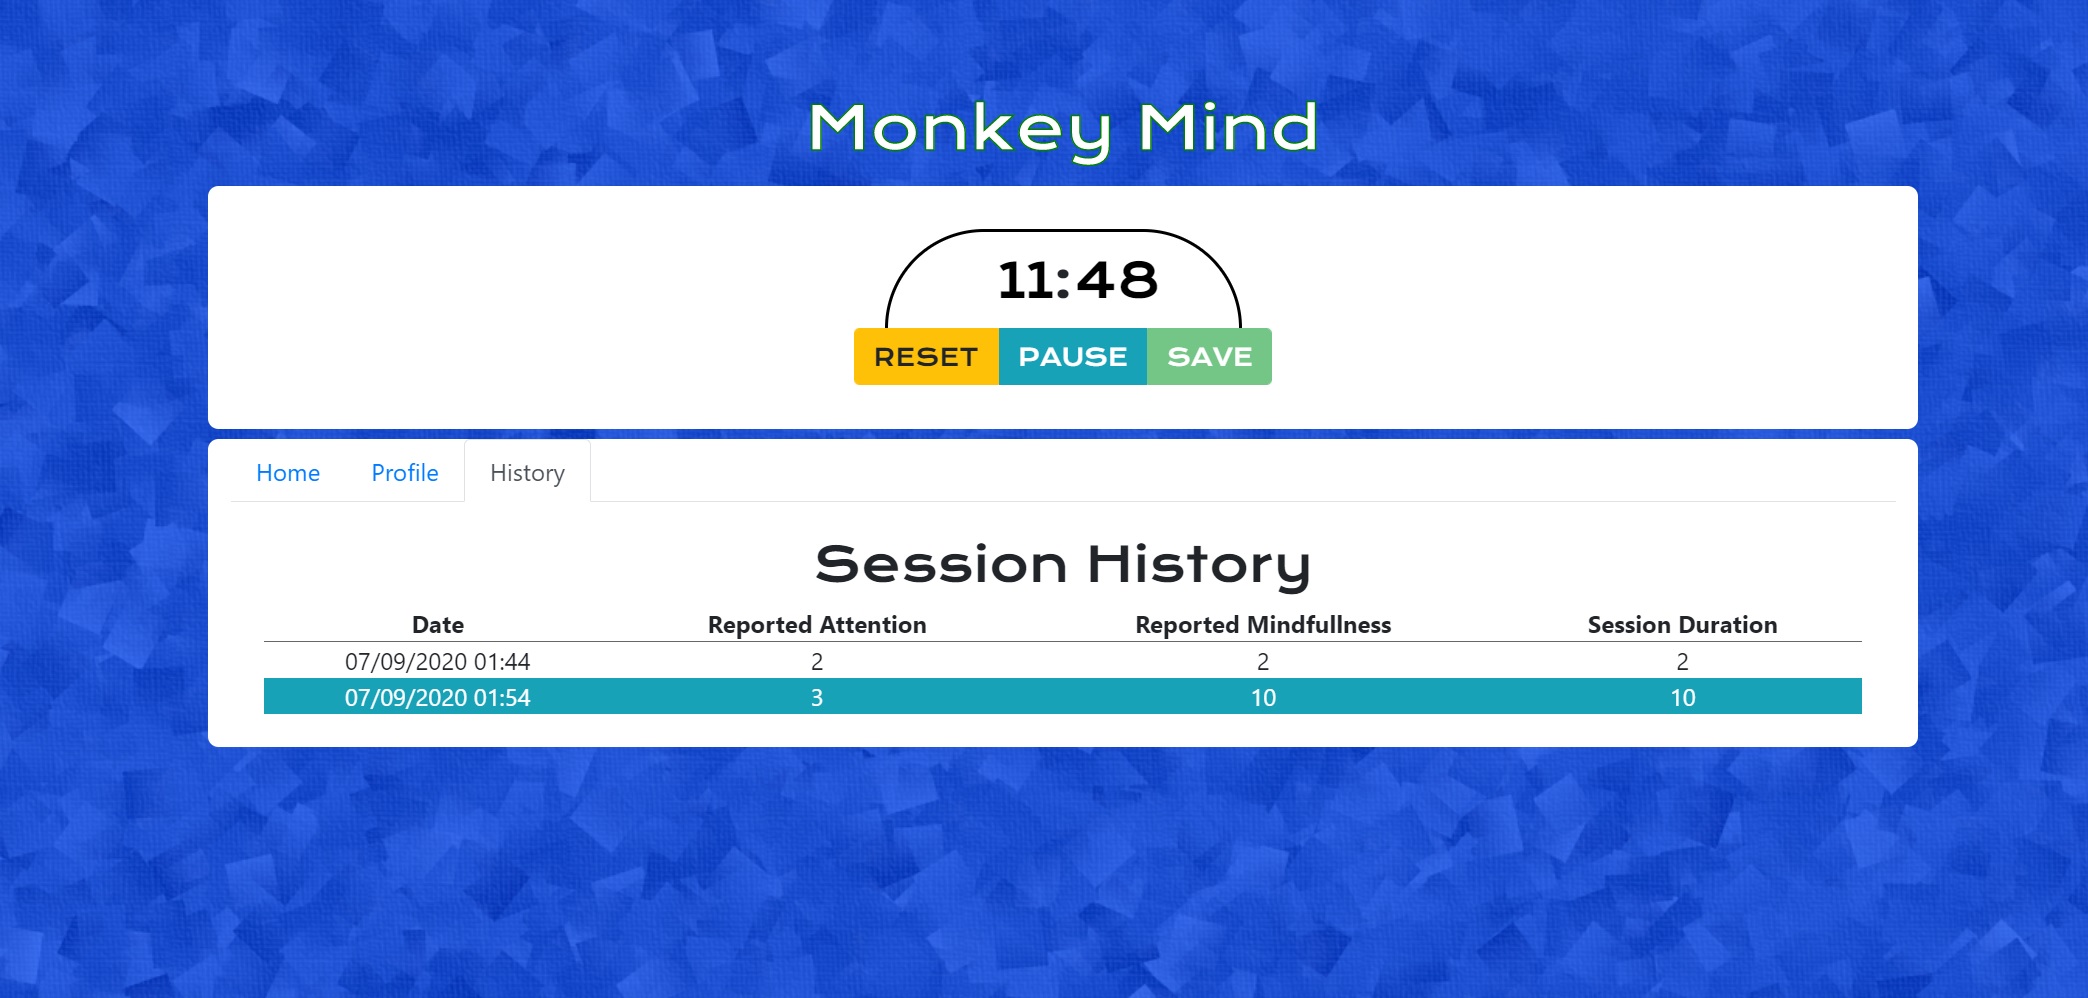 Monkey Mind
11:48
RESET PAUSE SAVE
Home Profile History
Session History
Date Reported Attention Reported Mindfullness Session Duration
07/09/2020 01:44 2 2 2
07/09/2020 01:54 3 10 10